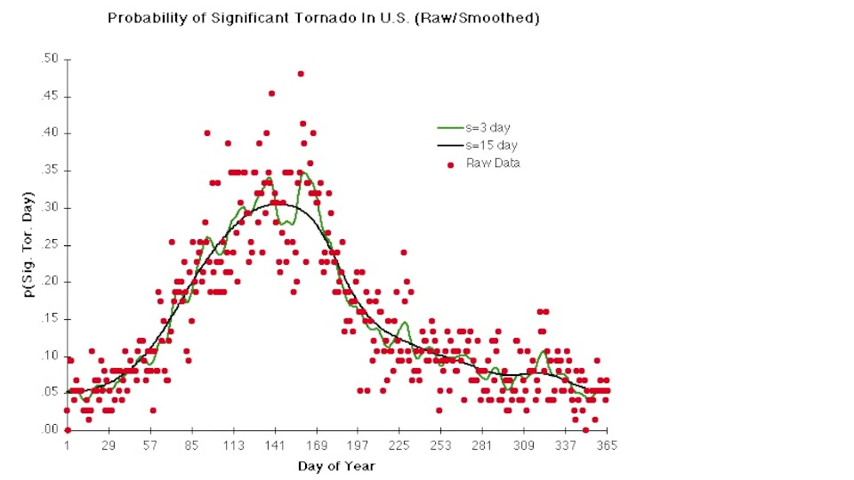 Probability of Significant Tornado In U.S. (Raw/Smoothed)
.50
.45
.40
.35
.30
.25
.20
.15
.10
.05
.00
p(Sig. Tor. Day)
s=3 day
s=15 day
Raw Data
1 29 57 85 113 141 169 197 225 253 281 309 337 365
Day of Year